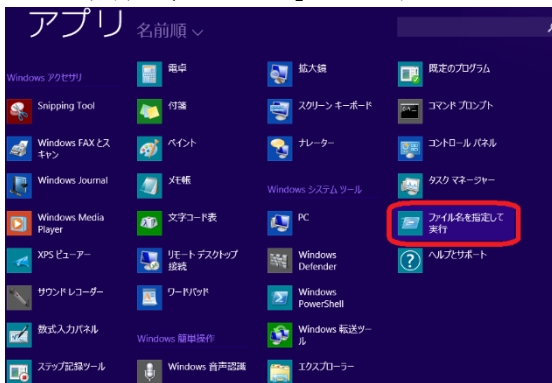 アプリ 名前順
Windows アクセサリ
Snipping Tool
Windows FAX とス
キャン
Windows Journal
Windows Media
Player
XPS ビューアー
サウンド レコーダー
数式入力パネル
ステップ記録ツール
電卓
付箋
ペイント
メモ帳
文字コード表
リモート デスクトップ
接続
ワードパッド
Windows 簡単操作
Windows 音声認識
拡大鏡
スクリーン キーボード
ナレーター
Windows システム ツール
PC
Windows
Defender
Windows
PowerShell
Windows 転送ツー
ル
エクスプローラー
既定のプログラム
コマンド プロンプト
コントロール パネル
タスク マネージャー
ファイル名を指定して
実行
ヘルプとサポート